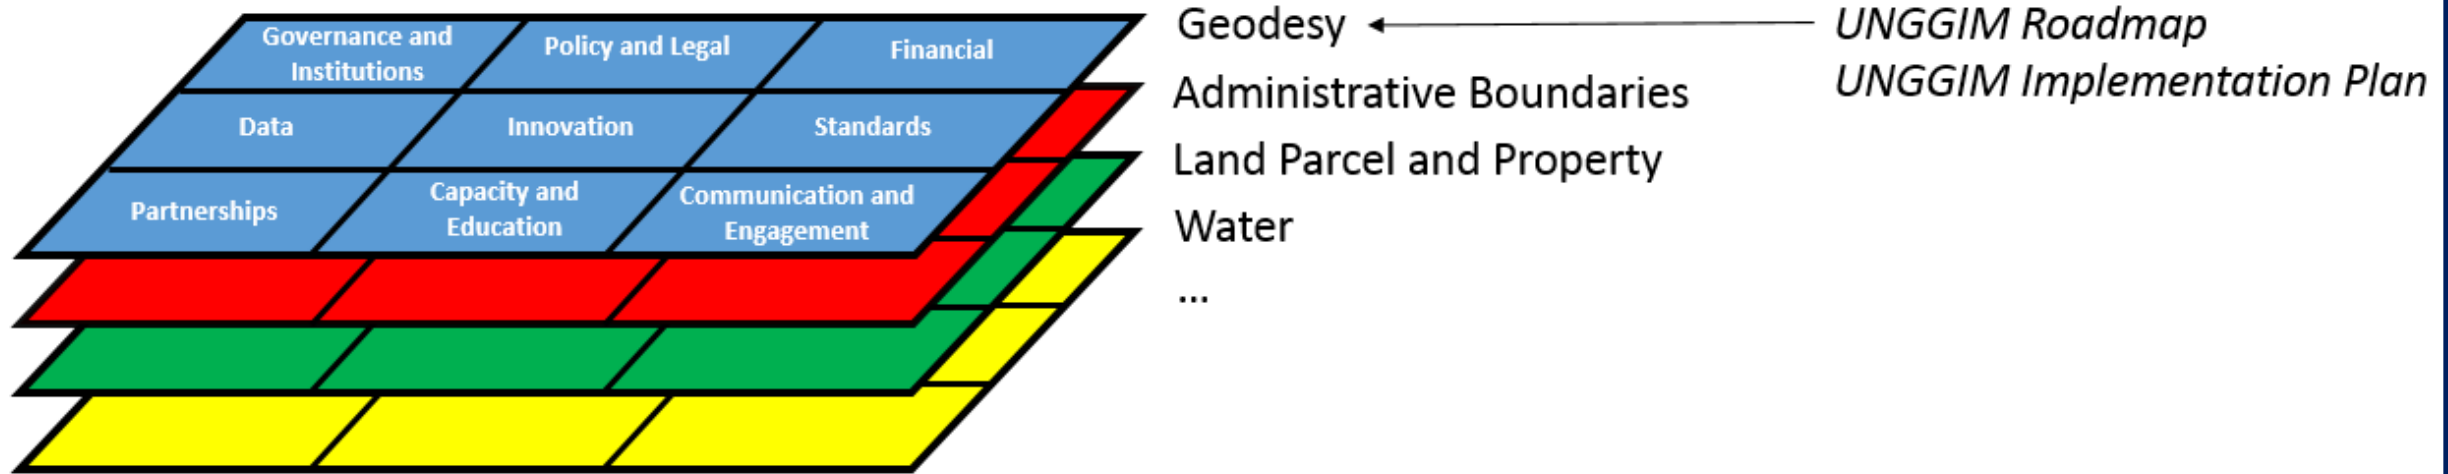 Governance and
Institutions
Policy and Legal
Financial
Data
Innovation
Standards
Partnerships
Capacity and
Education
Communication and
Engagement
Geodesy
Administrative Boundaries
Land Parcel and Property
Water
...
UNGGIM Roadmap
UNGGIM Implementation Plan